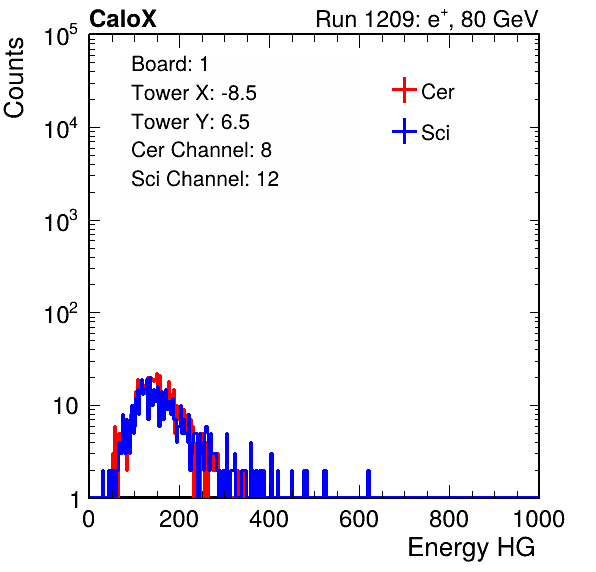 CaloX Run 1209: e⁺, 80 GeV
Counts
10⁵
10⁴
10³
10²
10
1
Board: 1
Tower X: -8.5
Tower Y: 6.5
Cer Channel: 8
Sci Channel: 12
Cer
Sci
0 200 400 600 800 1000
Energy HG